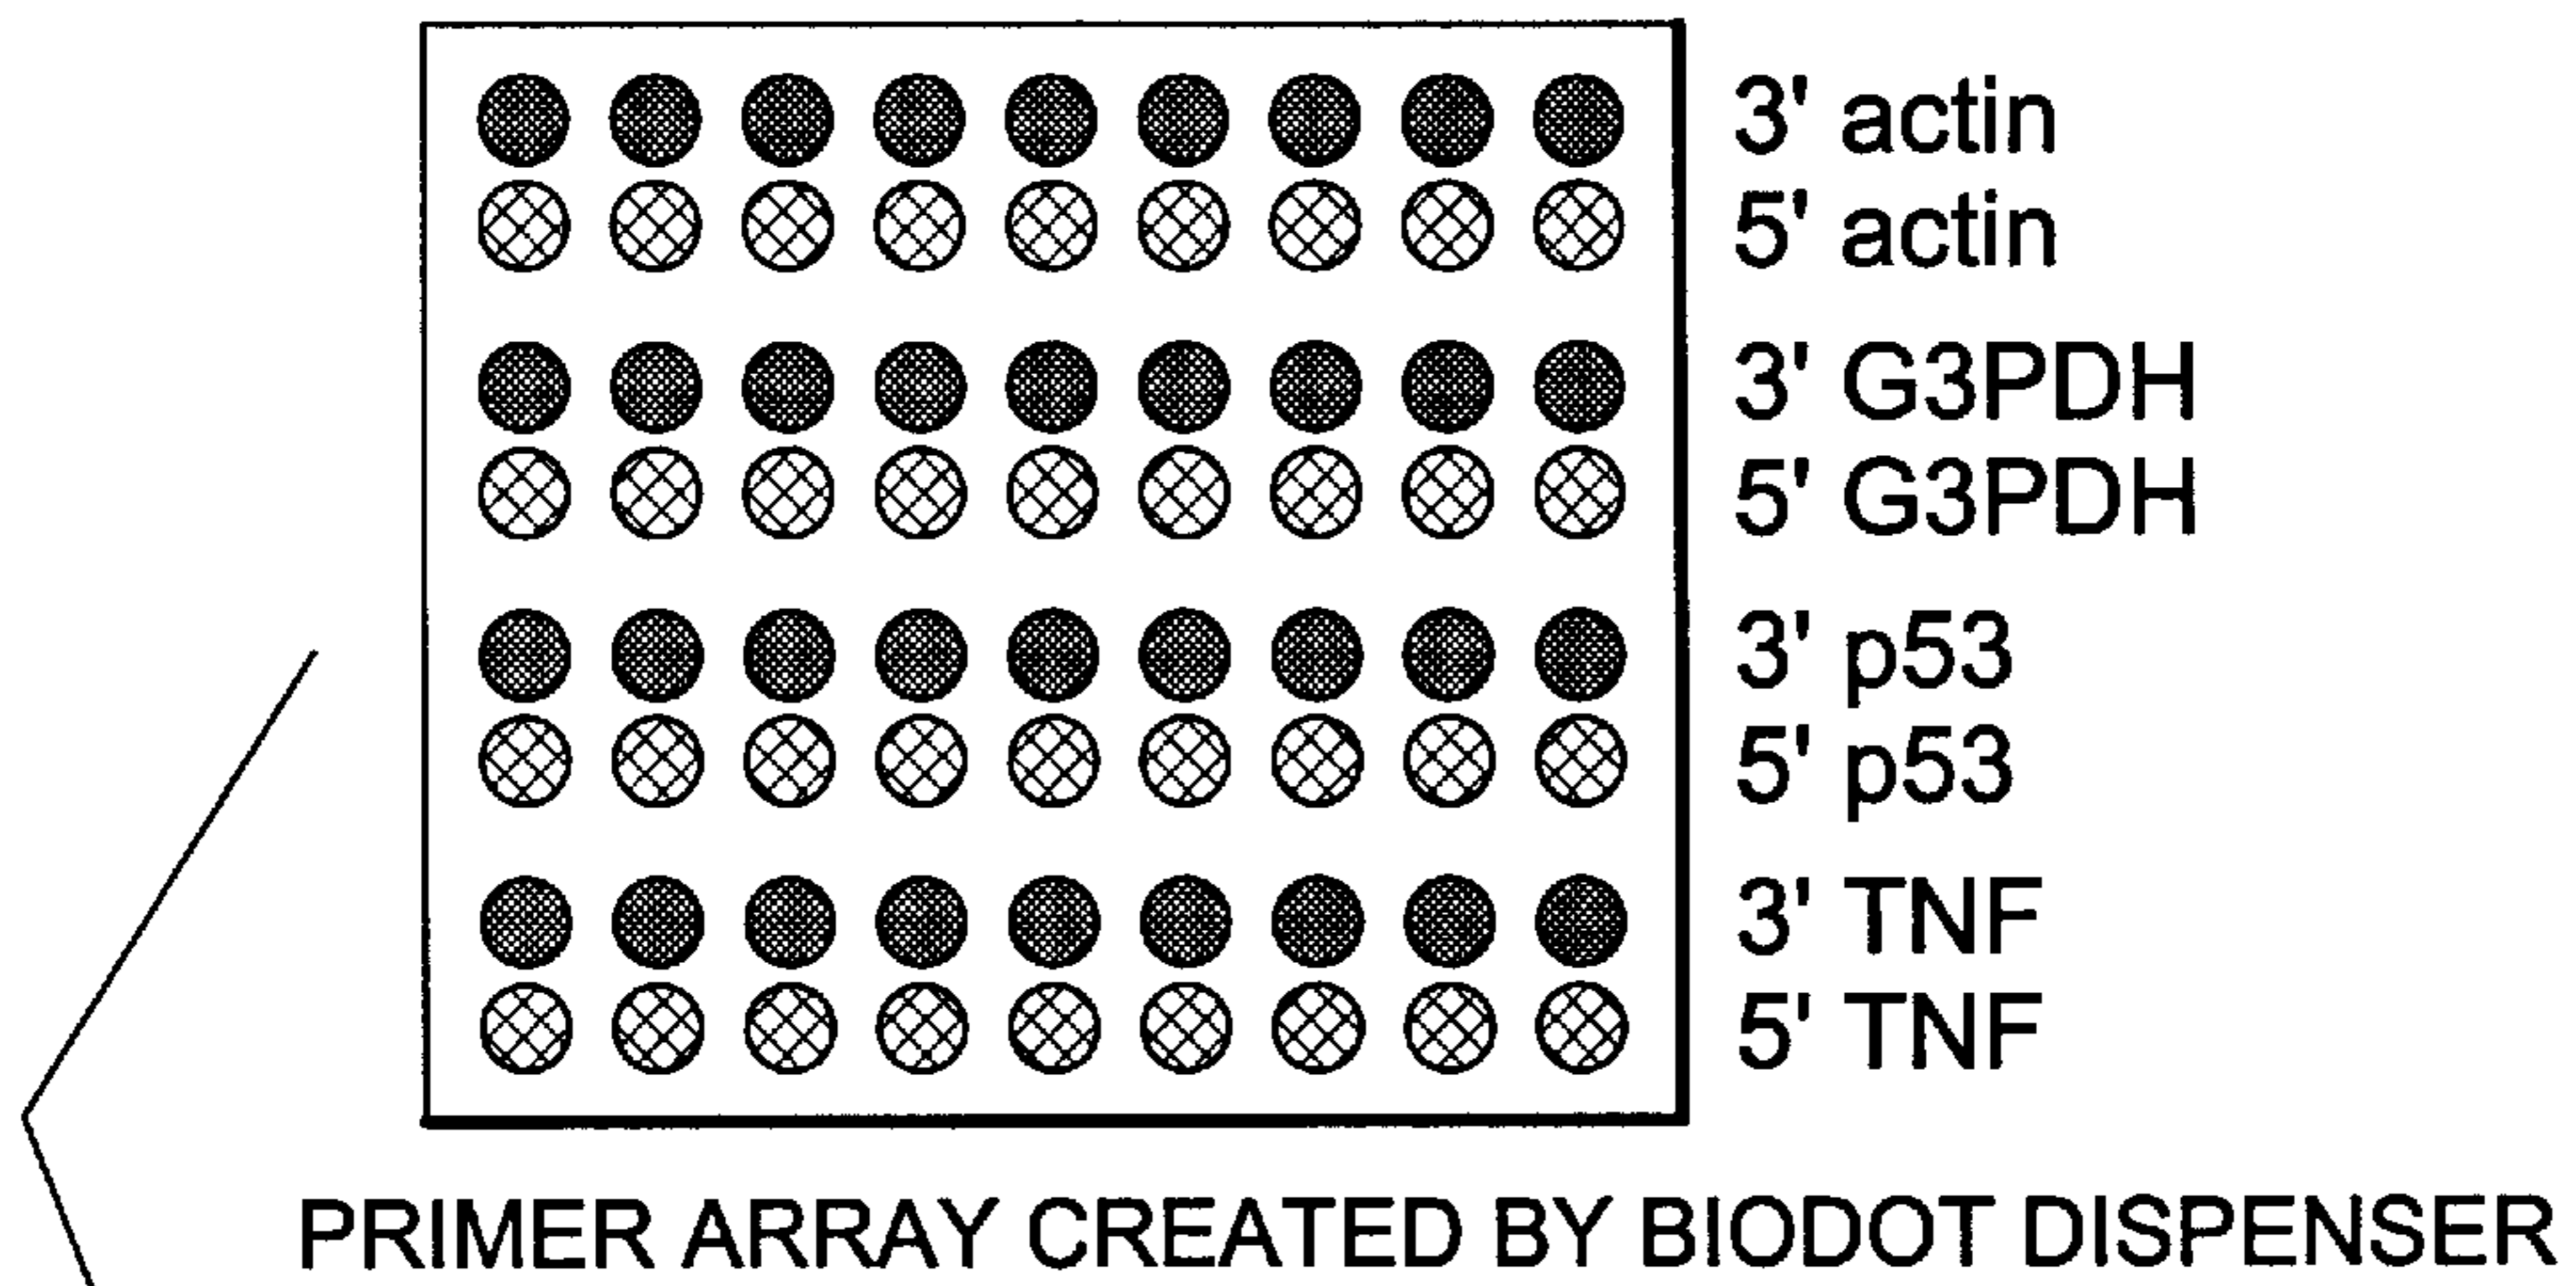 3' actin
5' actin
3' G3PDH
5' G3PDH
3' p53
5' p53
3' TNF
5' TNF
PRIMER ARRAY CREATED BY BIODOT DISPENSER